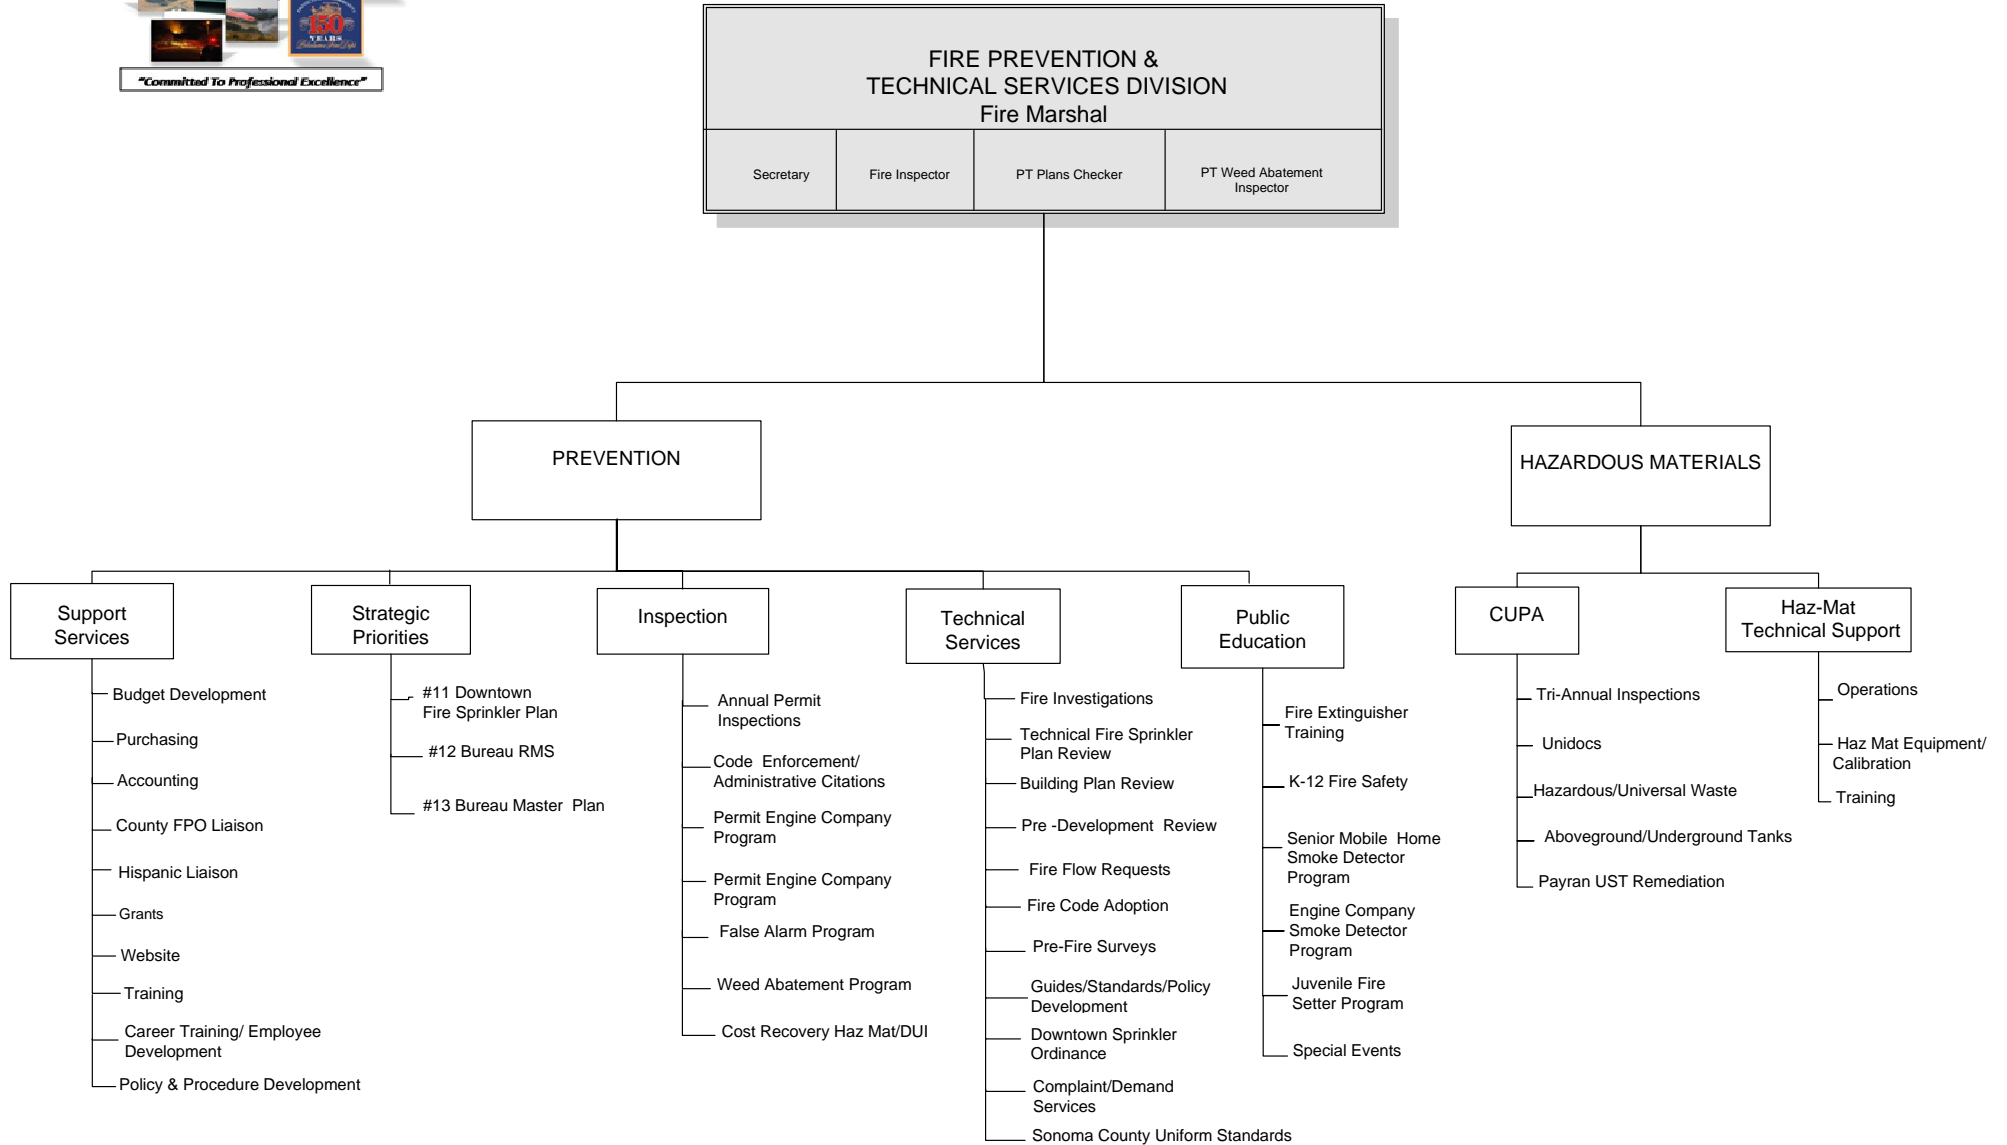 150
YEARS
"Committed To Professional Excellence"
FIRE PREVENTION &
TECHNICAL SERVICES DIVISION
Fire Marshal
Secretary
Fire Inspector
PT Plans Checker
PT Weed Abatement
Inspector
PREVENTION
HAZARDOUS MATERIALS
Support
Services
Budget Development
Purchasing
Accounting
County FPO Liaison
Hispanic Liaison
Grants
Website
Training
Career Training/ Employee
Development
Policy & Procedure Development
Strategic
Priorities
#11 Downtown
Fire Sprinkler Plan
#12 Bureau RMS
#13 Bureau Master  Plan
Inspection
Annual Permit
Inspections
Code  Enforcement/
Administrative Citations
Permit Engine Company
Program
Permit Engine Company
Program
False Alarm Program
Weed Abatement Program
Cost Recovery Haz Mat/DUI
Technical
Services
Fire Investigations
Technical Fire Sprinkler
Plan Review
Building Plan Review
Pre -Development  Review
Fire Flow Requests
Fire Code Adoption
Pre-Fire Surveys
Guides/Standards/Policy
Development
Downtown Sprinkler
Ordinance
Complaint/Demand
Services
Sonoma County Uniform Standards
Public
Education
Fire Extinguisher
Training
K-12 Fire Safety
Senior Mobile  Home
Smoke Detector
Program
Engine Company
Smoke Detector
Program
Juvenile Fire
Setter Program
Special Events
CUPA
Tri-Annual Inspections
Unidocs
Hazardous/Universal Waste
Aboveground/Underground Tanks
Payran UST Remediation
Haz-Mat
Technical Support
Operations
Haz Mat Equipment/
Calibration
Training